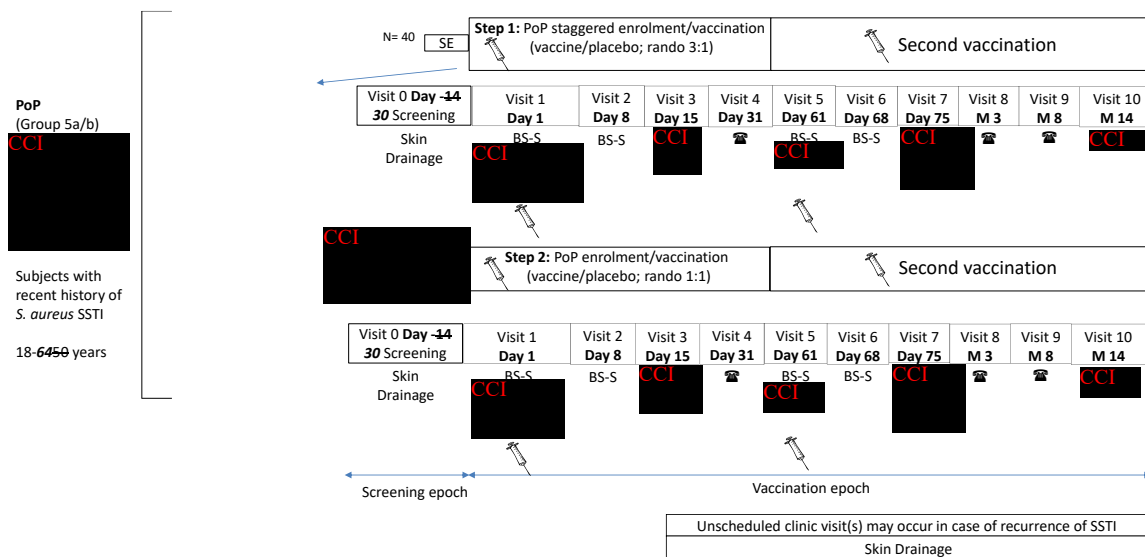 N= 40
SE
Step 1: PoP staggered enrolment/vaccination
(vaccine/placebo; rando 3:1)
Second vaccination
PoP
(Group 5a/b)
CCI
Subjects with
recent history of
S. aureus SSTI
18-6450 years
Visit 0 Day -14
30 Screening
Visit 1
Day 1
Visit 2
Day 8
Visit 3
Day 15
Visit 4
Day 31
Visit 5
Day 61
Visit 6
Day 68
Visit 7
Day 75
Visit 8
M 3
Visit 9
M 8
Visit 10
M 14
Skin
Drainage
BS-S
CCI
BS-S
CCI
☎
BS-S
CCI
BS-S
CCI
☎
☎
CCI
CCI
Step 2: PoP enrolment/vaccination
(vaccine/placebo; rando 1:1)
Second vaccination
Visit 0 Day -14
30 Screening
Visit 1
Day 1
Visit 2
Day 8
Visit 3
Day 15
Visit 4
Day 31
Visit 5
Day 61
Visit 6
Day 68
Visit 7
Day 75
Visit 8
M 3
Visit 9
M 8
Visit 10
M 14
Skin
Drainage
BS-S
CCI
BS-S
CCI
☎
BS-S
CCI
BS-S
CCI
☎
☎
CCI
Screening epoch
Vaccination epoch
Unscheduled clinic visit(s) may occur in case of recurrence of SSTI
Skin Drainage